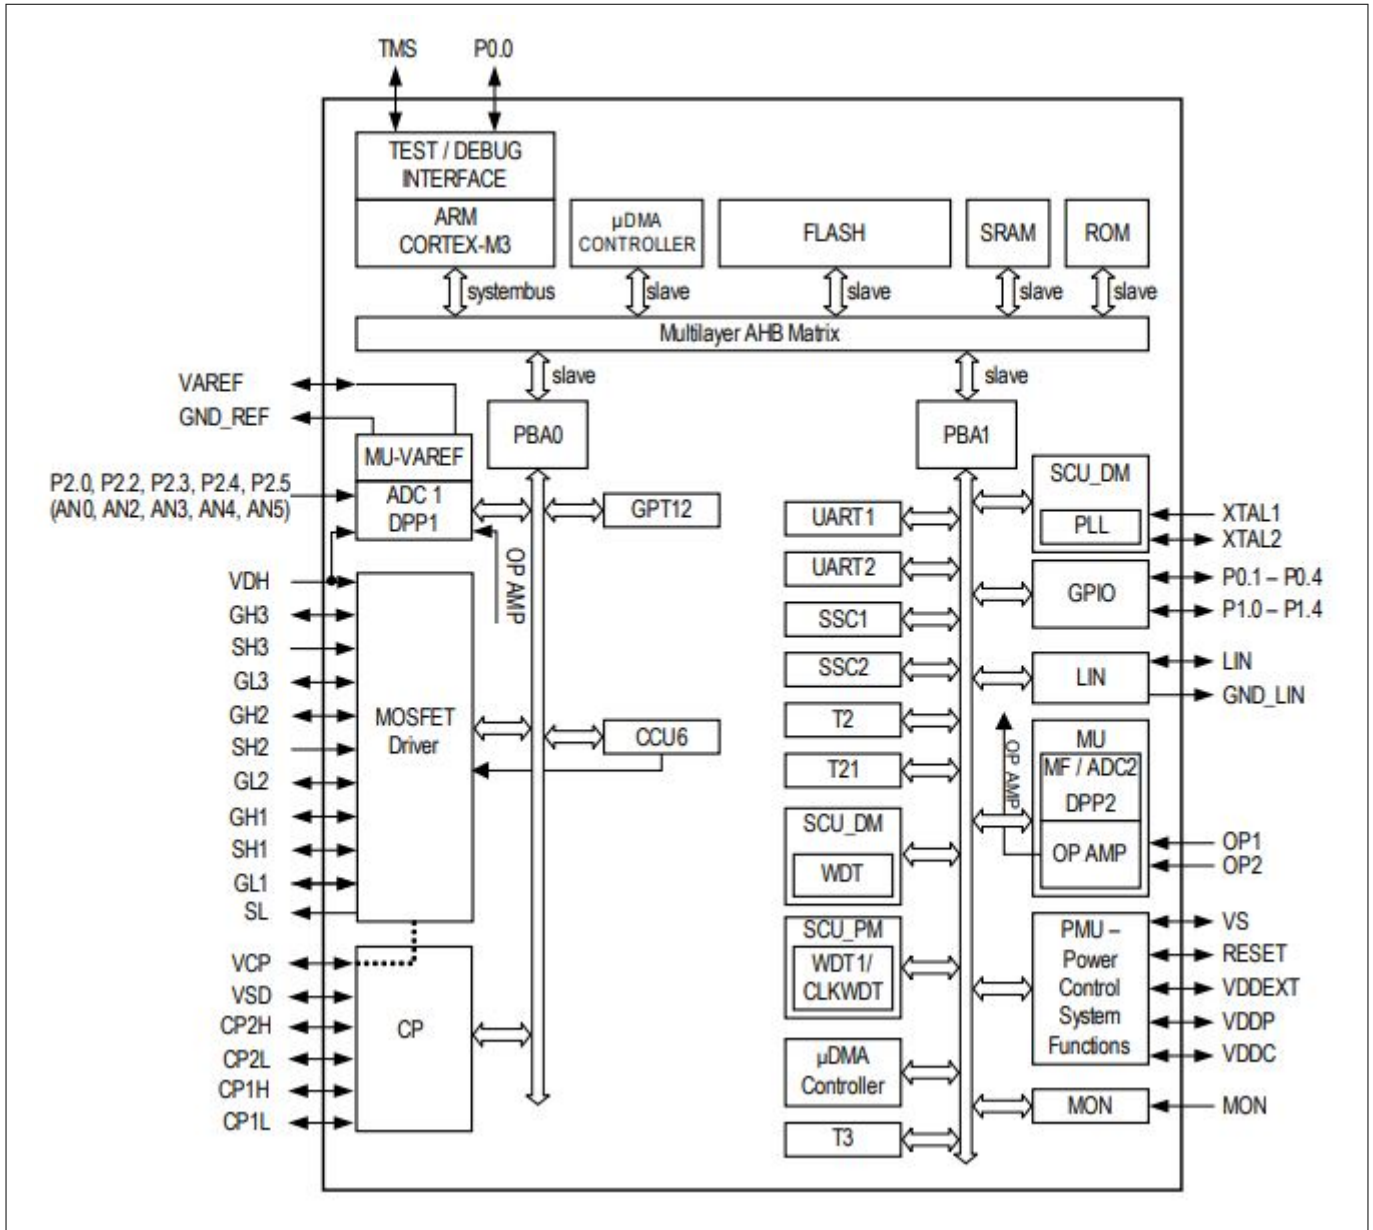 TMS P0.0
TEST / DEBUG
INTERFACE
ARM
CORTEX-M3
µDMA
CONTROLLER
FLASH
SRAM
ROM
systembus
slave
slave
slave
slave
Multilayer AHB Matrix
slave
slave
VAREF
GND_REF
PBA0
PBA1
MU-VAREF
ADC 1
DPP1
P2.0, P2.2, P2.3, P2.4, P2.5
(AN0, AN2, AN3, AN4, AN5)
GPT12
OP AMP
VDH
GH3
SH3
GL3
GH2
SH2
GL2
GH1
SH1
GL1
SL
MOSFET
Driver
CCU6
VCP
VSD
CP2H
CP2L
CP1H
CP1L
CP
UART1
UART2
SSC1
SSC2
T2
T21
SCU_DM
WDT
SCU_PM
WDT1/
CLKWDT
µDMA
Controller
T3
SCU_DM
PLL
XTAL1
XTAL2
GPIO
P0.1 – P0.4
P1.0 – P1.4
LIN
LIN
GND_LIN
OP AMP
MU
MF / ADC2
DPP2
OP AMP
OP1
OP2
PMU –
Power
Control
System
Functions
VS
RESET
VDDEXT
VDDP
VDDC
MON
MON